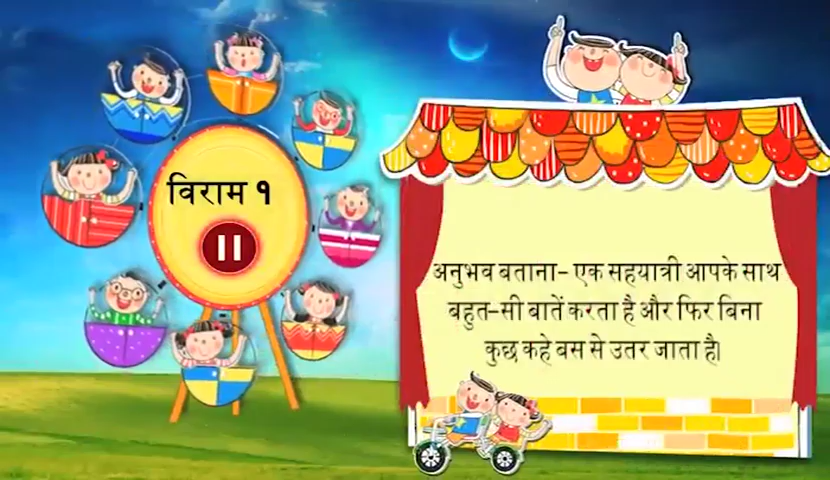 विराम १
अनुभव बताना- एक सहयात्री आपके साथ
बहुत-सी बातें करता है और फिर बिना
कुछ कहे बस से उतर जाता है।